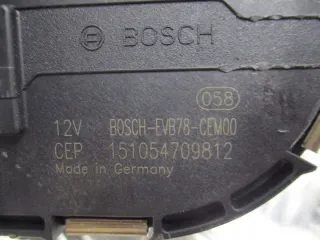 BOSCH
058
12V BOSCH-EVB78-CEM00
CEP 151054709812
Made in Germany